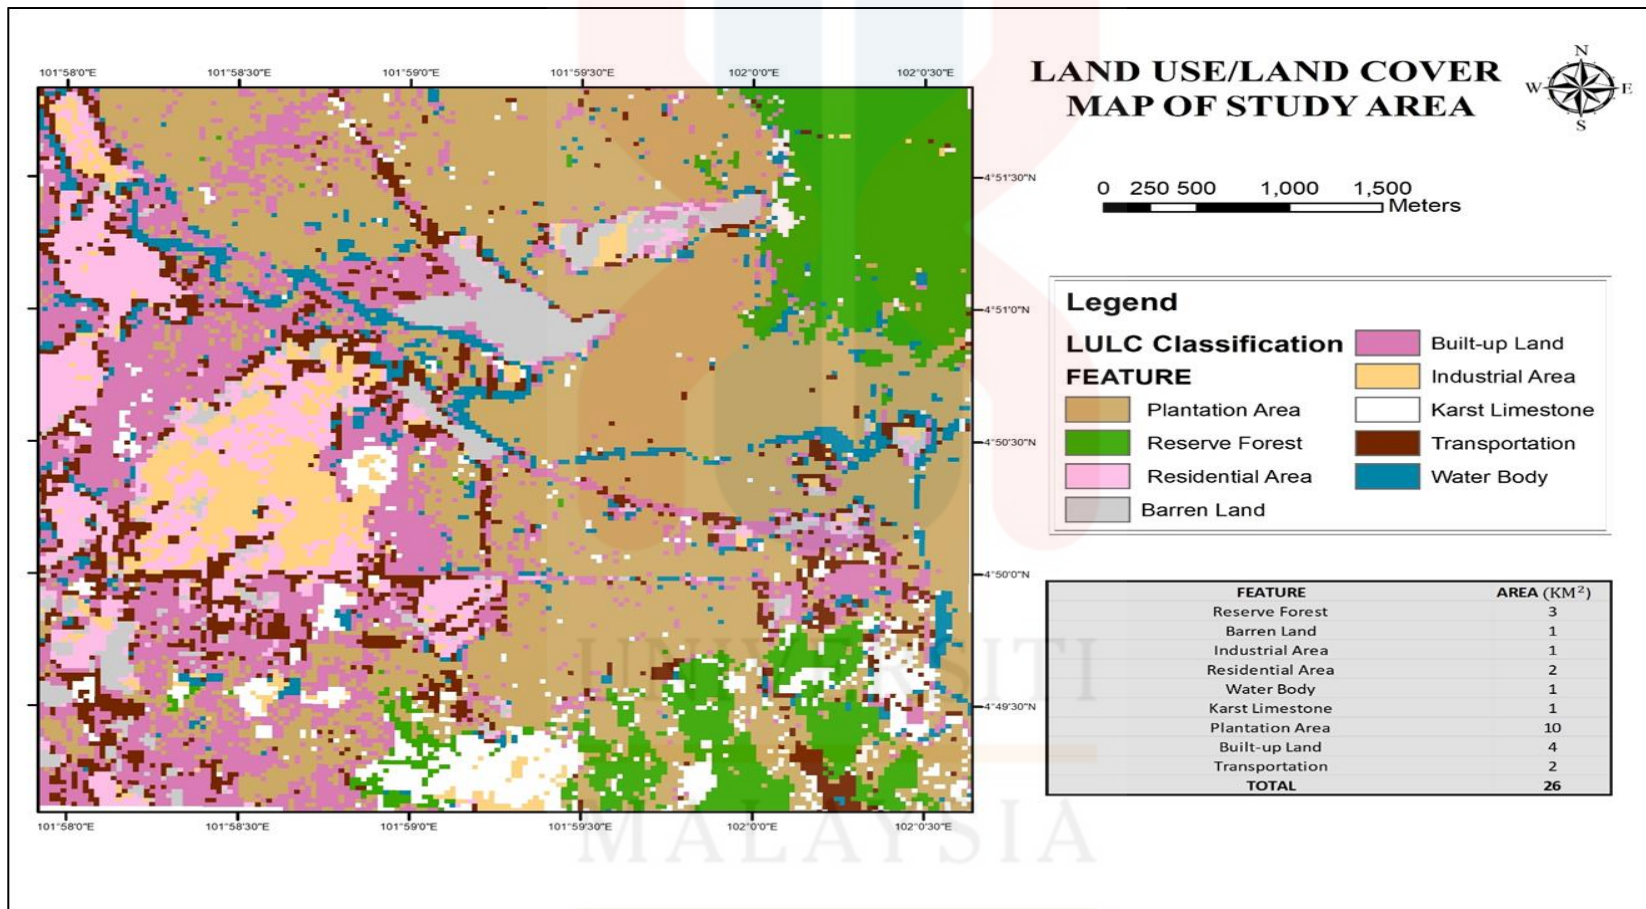 LAND USE/LAND COVER
MAP OF STUDY AREA
N
W E
S
0 250 500 1,000 1,500
Meters
101°58'0"E 101°58'30"E 101°59'0"E 101°59'30"E 102°0'0"E 102°0'30"E
4°51'30"N
4°51'0"N
4°50'30"N
4°50'0"N
4°49'30"N
101°58'0"E 101°58'30"E 101°59'0"E 101°59'30"E 102°0'0"E 102°0'30"E
Legend
LULC Classification
FEATURE
Plantation Area
Reserve Forest
Residential Area
Barren Land
Built-up Land
Industrial Area
Karst Limestone
Transportation
Water Body
FEATURE AREA (KM²)
Reserve Forest 3
Barren Land 1
Industrial Area 1
Residential Area 2
Water Body 1
Karst Limestone 1
Plantation Area 10
Built-up Land 4
Transportation 2
TOTAL 26
UNIVERSITI
MALAYSIA